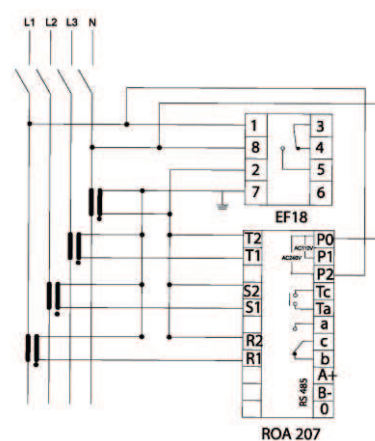 L1 L2 L3 N
1 3
8 4
2 5
7 6
EF18
T2 P0
AC110V
T1 P1
AC240V
P2
S2 Tc
S1 Ta
a
R2 c
R1 b
RS 485
A+
B-
0
ROA 207